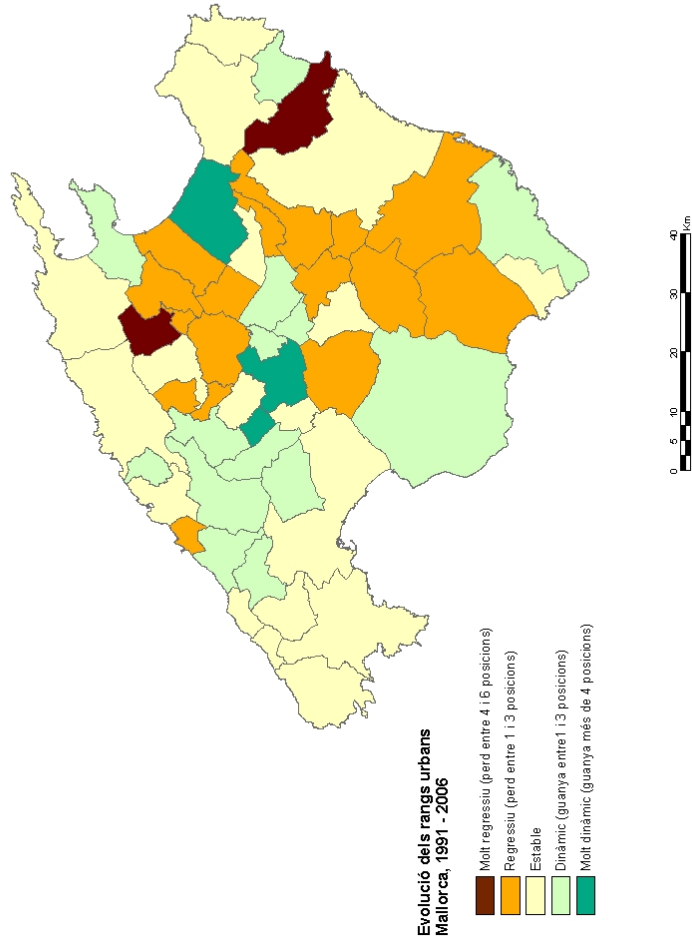 Evolució dels rangs urbans
Mallorca, 1991 - 2006
Molt regressiu (perd entre 4 i 6 posicions)
Regressiu (perd entre 1 i 3 posicions)
Estable
Dinàmic (guanya entre1 i 3 posicions)
Molt dinàmic (guanya més de 4 posicions)
0 5 10 20 30 40
Km